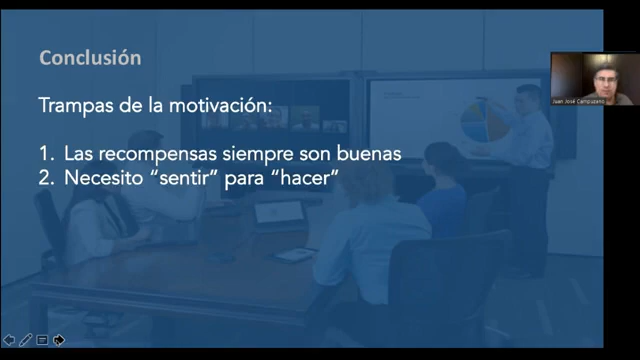 Conclusión
Trampas de la motivación:
1. Las recompensas siempre son buenas
2. Necesito “sentir” para “hacer”
Juan José Campuzano